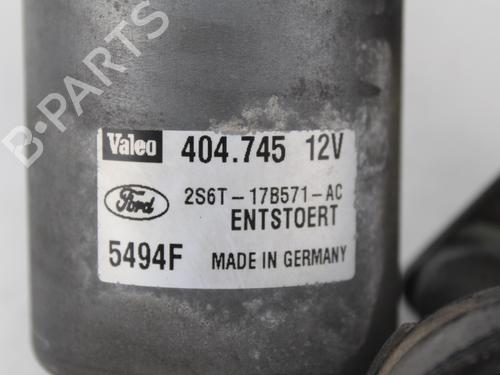 B-PARTS
Valeo 404.745 12V
Ford 2S6T-17B571-AC
ENTSTOERT
5494F MADE IN GERMANY